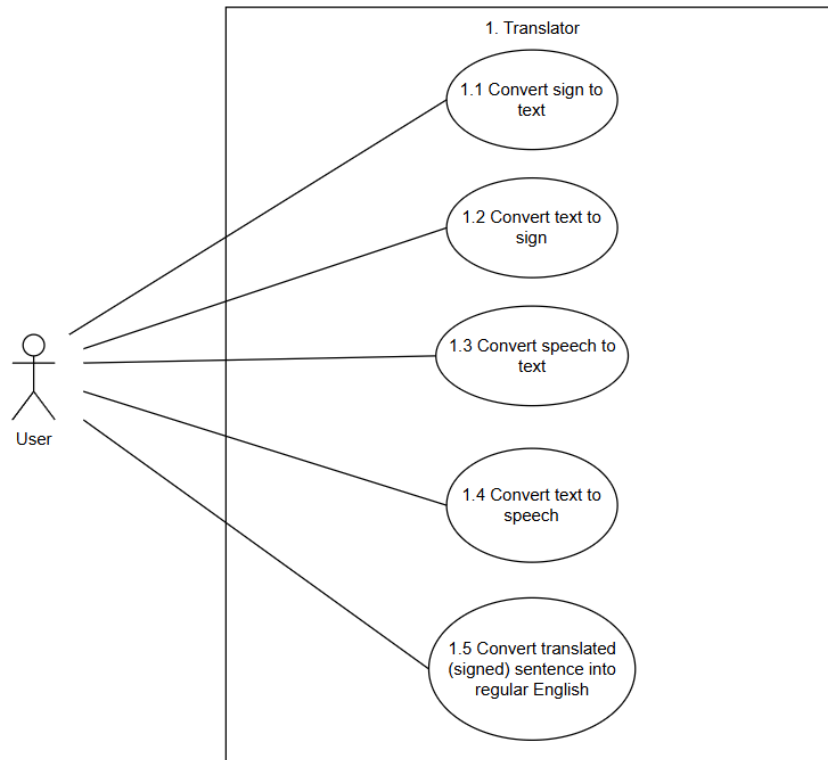 1. Translator
1.1 Convert sign to
text
1.2 Convert text to
sign
1.3 Convert speech to
text
User
1.4 Convert text to
speech
1.5 Convert translated
(signed) sentence into
regular English